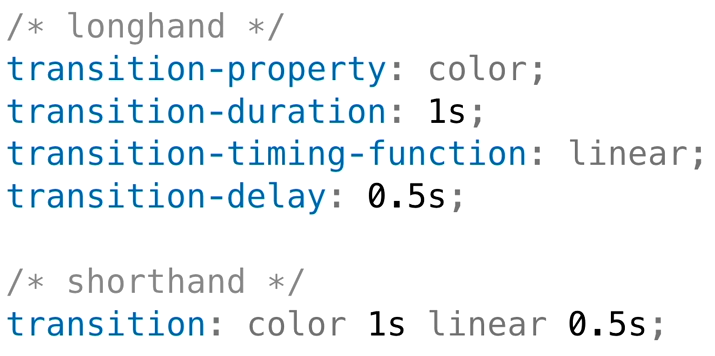 /* longhand */
transition-property: color;
transition-duration: 1s;
transition-timing-function: linear;
transition-delay: 0.5s;
/* shorthand */
transition: color 1s linear 0.5s;